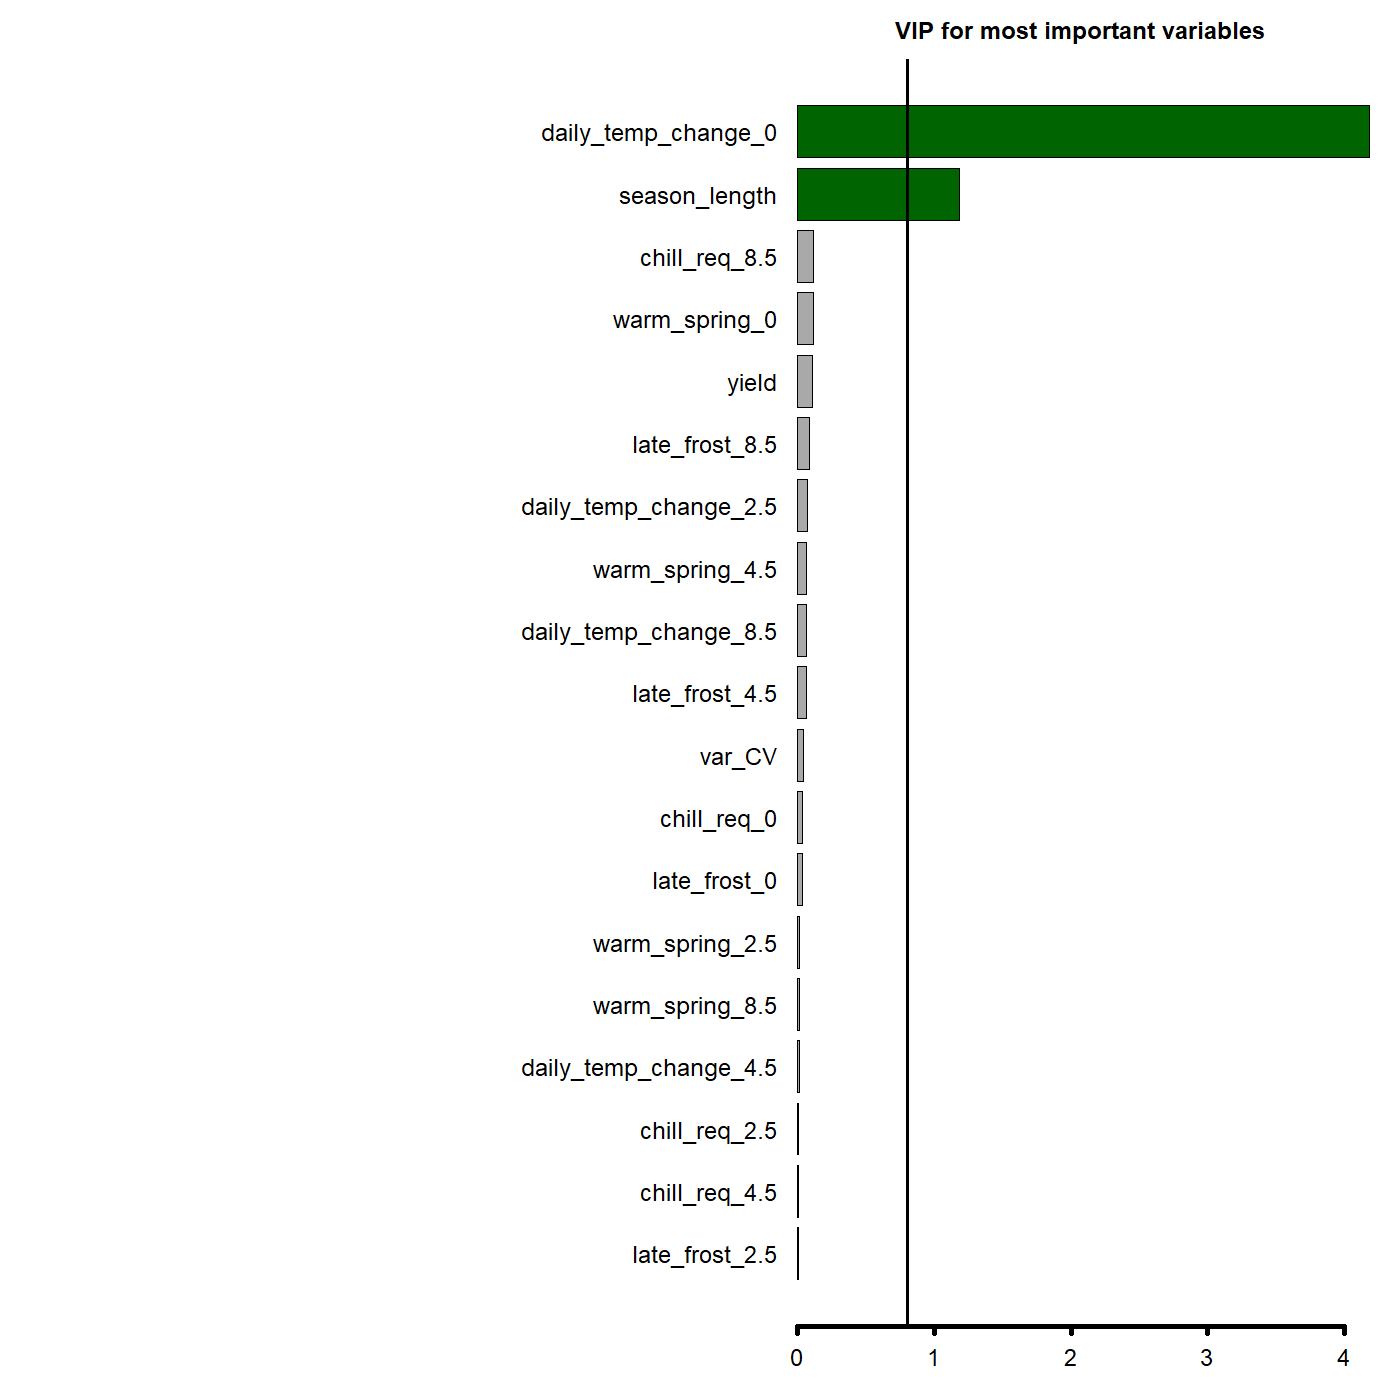 VIP for most important variables
daily_temp_change_0
season_length
chill_req_8.5
warm_spring_0
yield
late_frost_8.5
daily_temp_change_2.5
warm_spring_4.5
daily_temp_change_8.5
late_frost_4.5
var_CV
chill_req_0
late_frost_0
warm_spring_2.5
warm_spring_8.5
daily_temp_change_4.5
chill_req_2.5
chill_req_4.5
late_frost_2.5
0 1 2 3 4